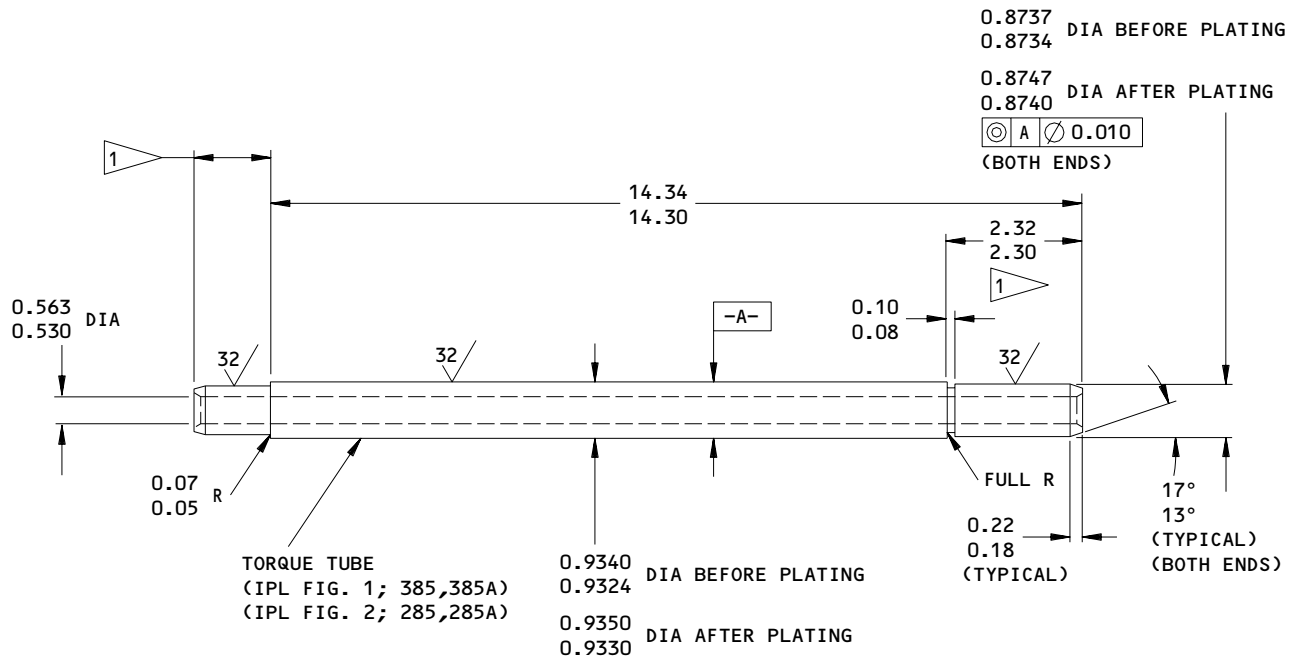 0.8737
0.8734 DIA BEFORE PLATING
0.8747
0.8740 DIA AFTER PLATING
◎ A ⌀ 0.010
(BOTH ENDS)
1
14.34
14.30
2.32
2.30
1
0.563
0.530 DIA
-A-
0.10
0.08
32
32
32
0.07
0.05 R
FULL R
17°
13°
(TYPICAL)
(BOTH ENDS)
0.22
0.18
(TYPICAL)
TORQUE TUBE
(IPL FIG. 1; 385,385A)
(IPL FIG. 2; 285,285A)
0.9340
0.9324 DIA BEFORE PLATING
0.9350
0.9330 DIA AFTER PLATING